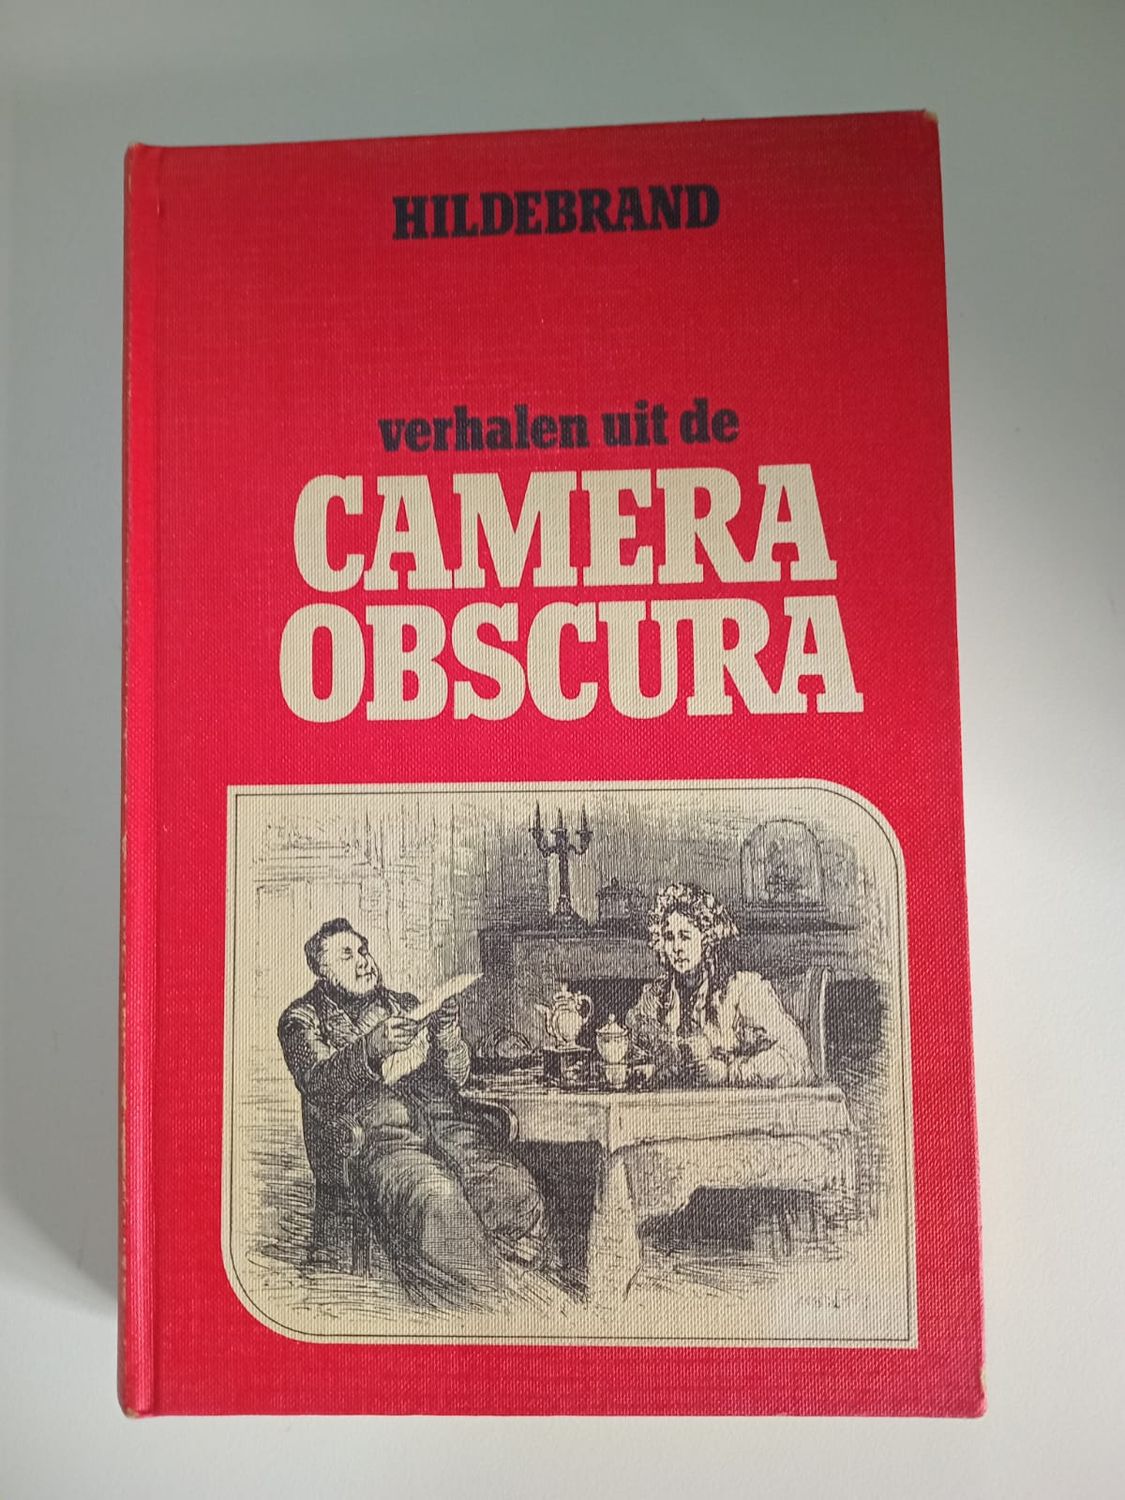 HILDEBRAND
verhalen uit de
CAMERA
OBSCURA